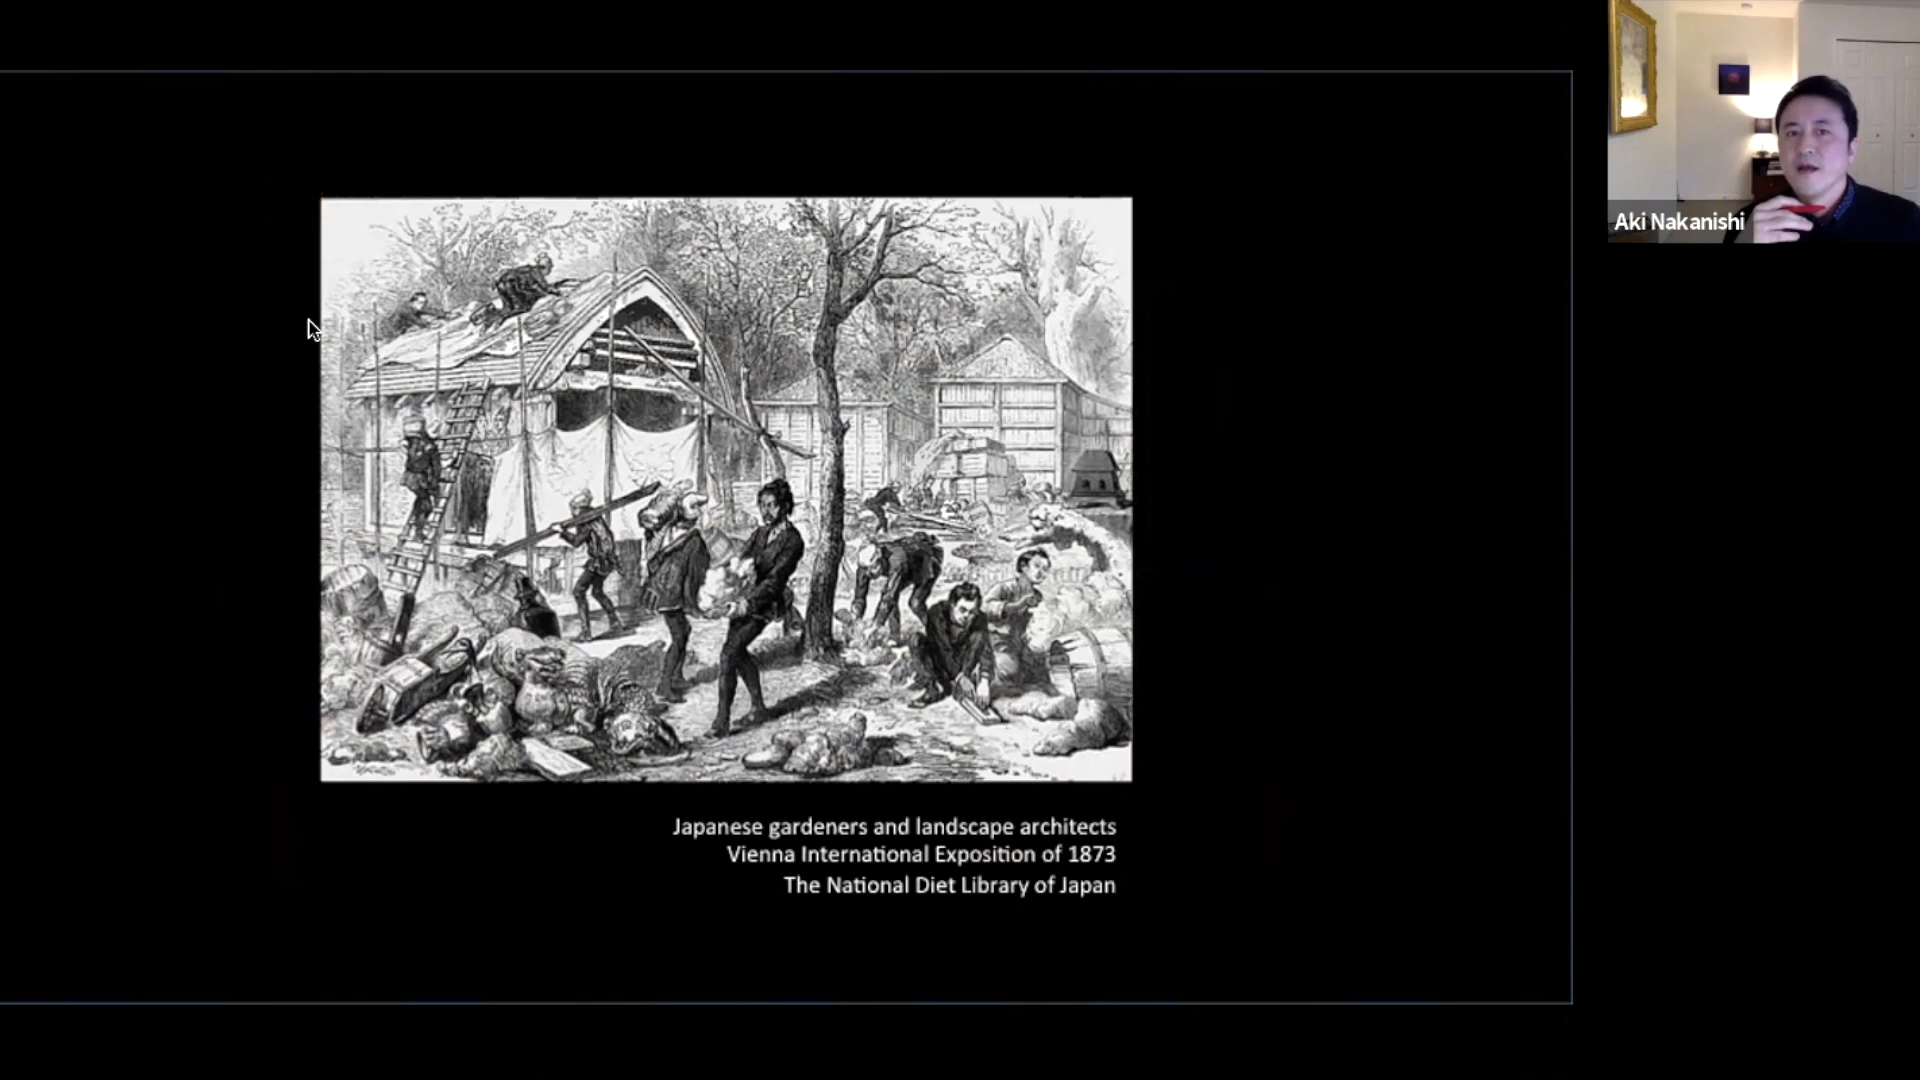 Aki Nakanishi
Japanese gardeners and landscape architects
Vienna International Exposition of 1873
The National Diet Library of Japan